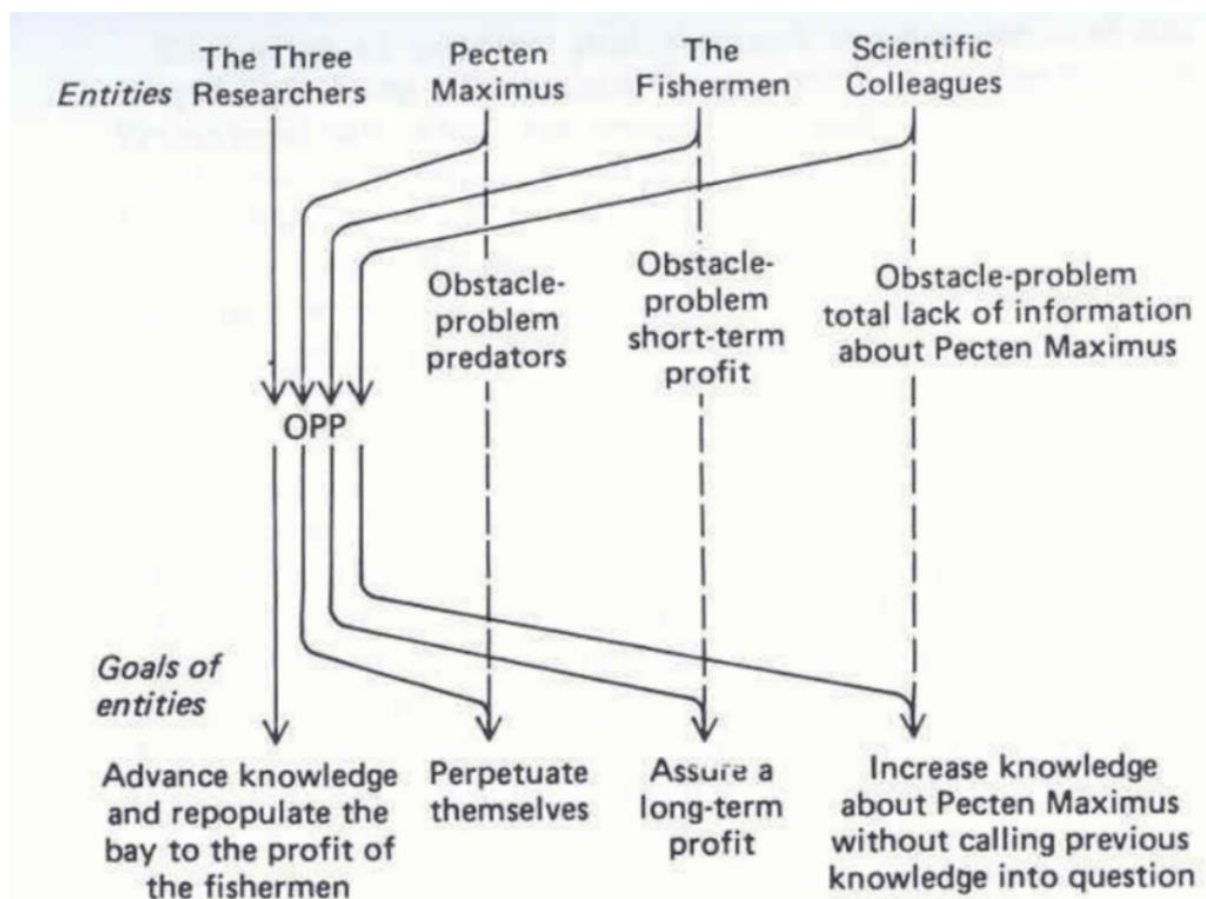 Entities
The Three
Researchers
Pecten
Maximus
The
Fishermen
Scientific
Colleagues
Obstacle-
problem
predators
Obstacle-
problem
short-term
profit
Obstacle-problem
total lack of information
about Pecten Maximus
OPP
Goals of
entities
Advance knowledge
and repopulate the
bay to the profit of
the fishermen
Perpetuate
themselves
Assure a
long-term
profit
Increase knowledge
about Pecten Maximus
without calling previous
knowledge into question